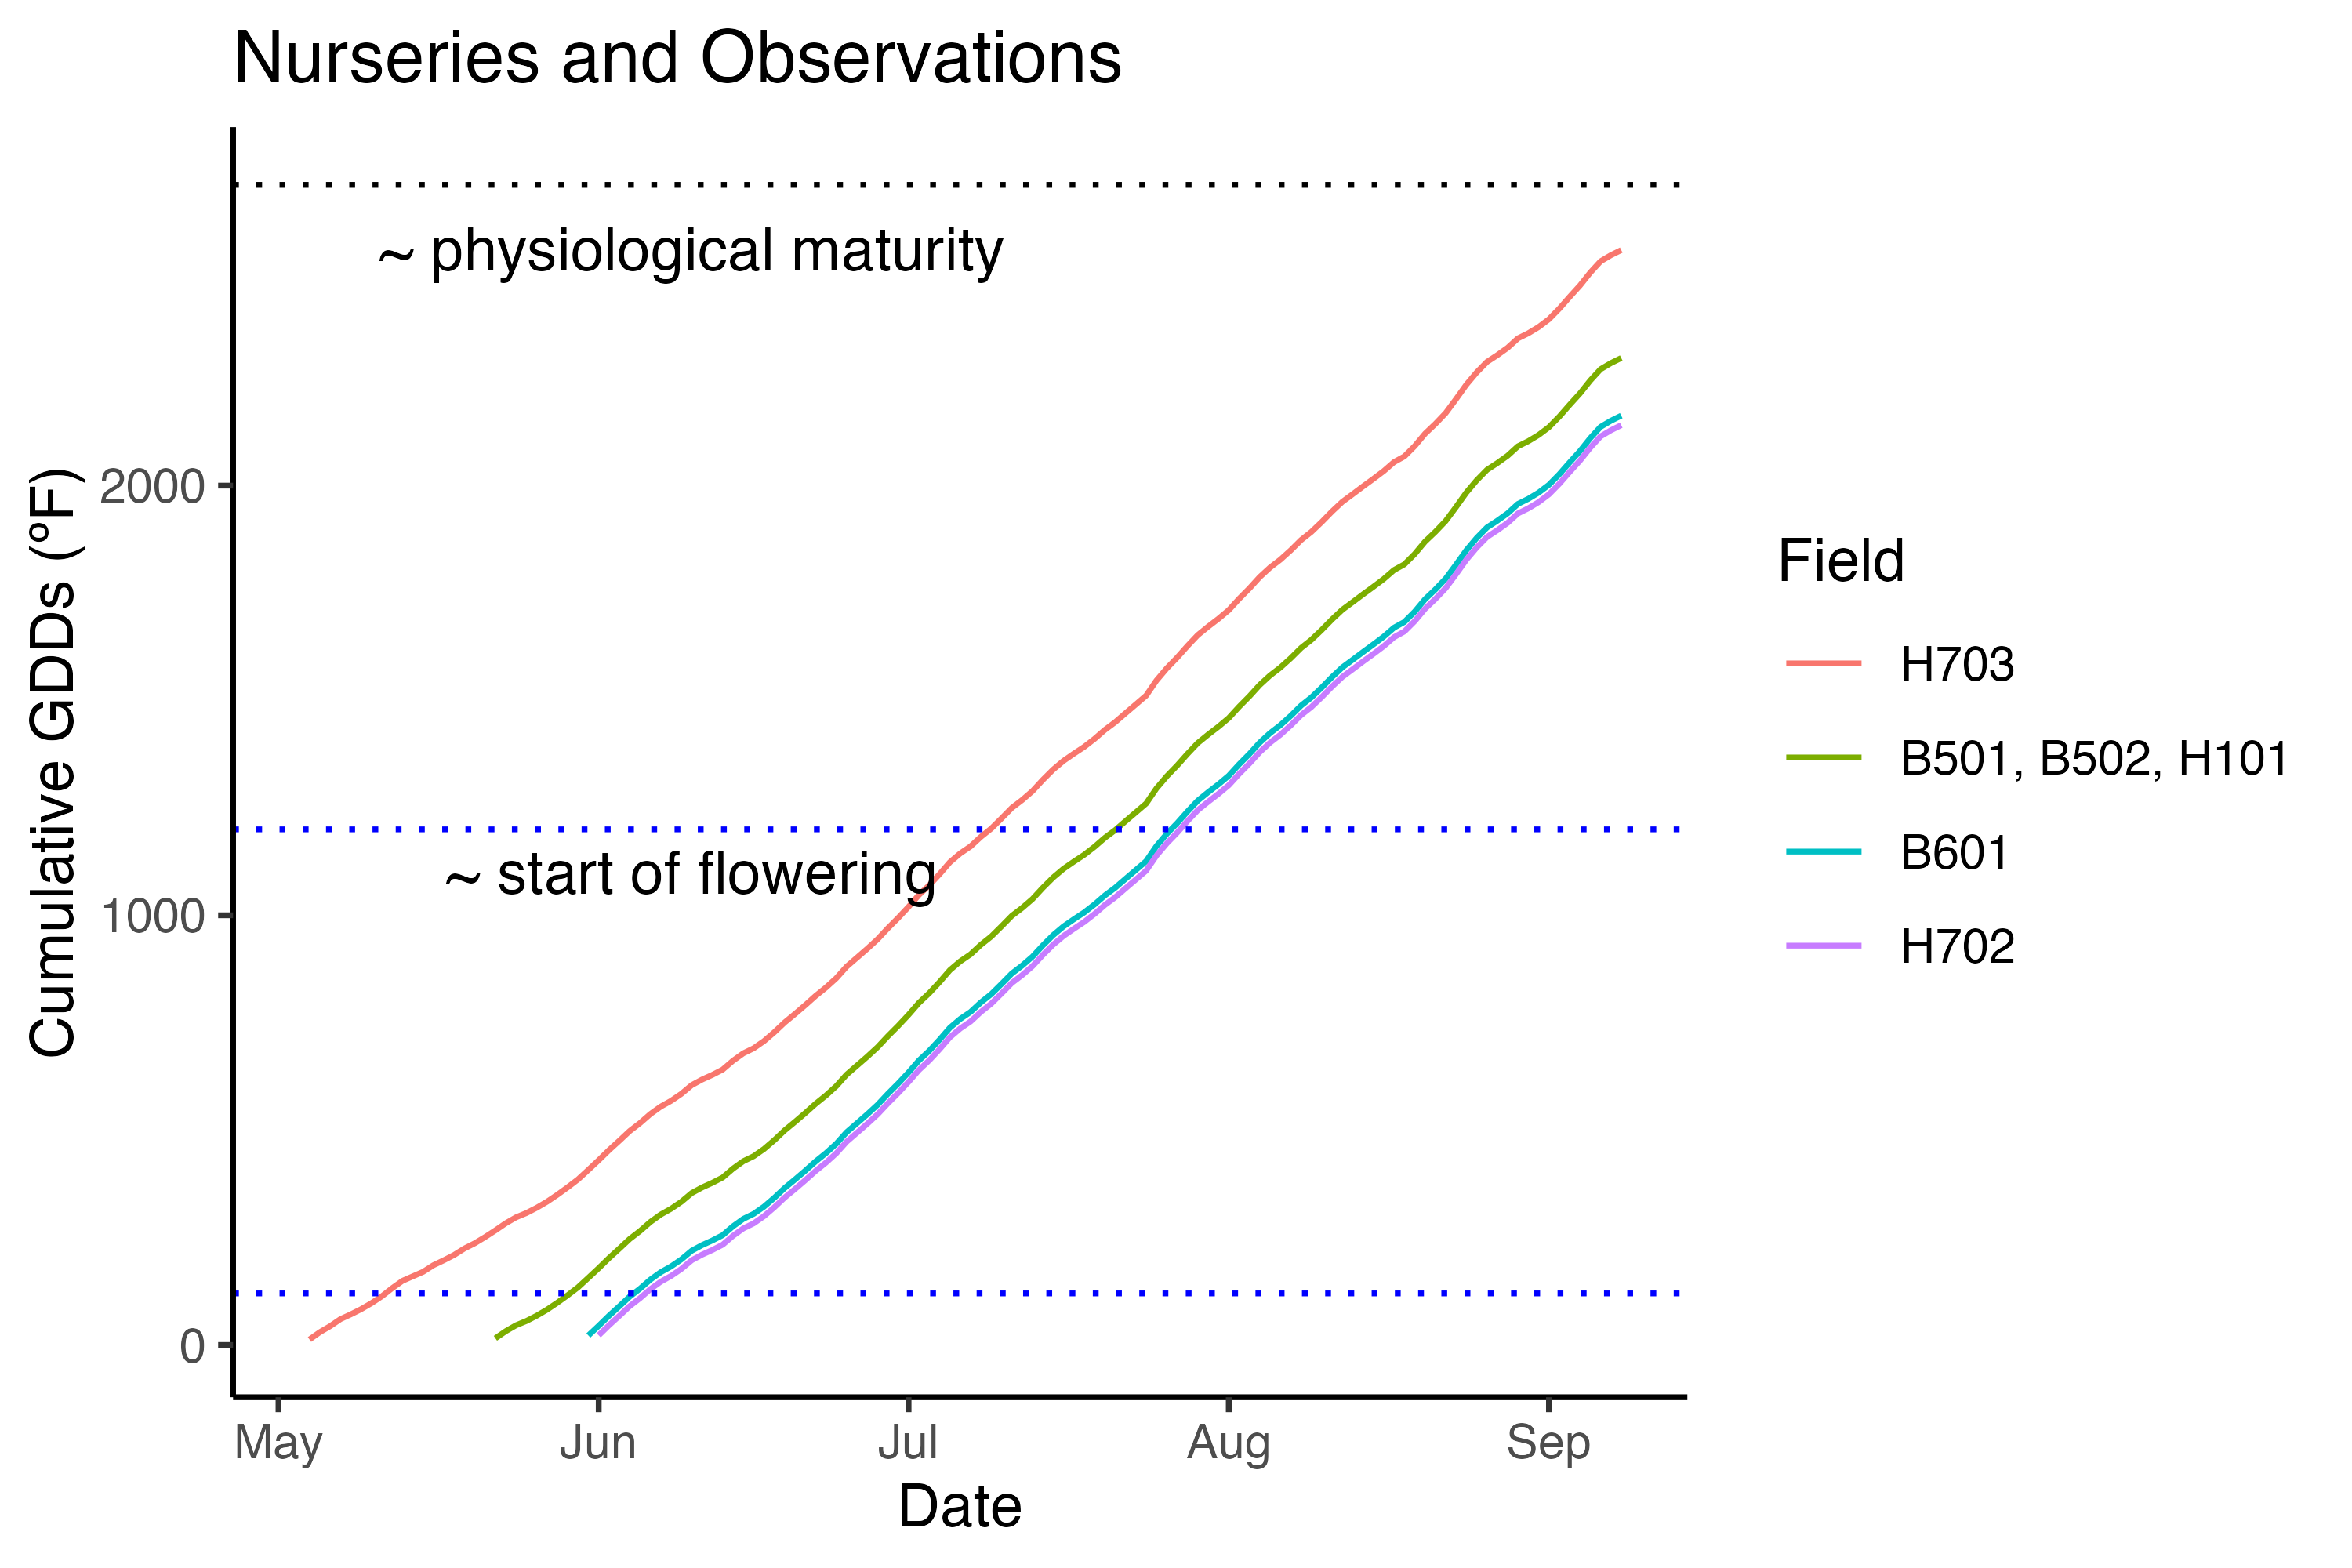 Nurseries and Observations
~ physiological maturity
~ start of flowering
Cumulative GDDs (ºF)
2000
1000
0
May Jun Jul Aug Sep
Date
Field
H703
B501, B502, H101
B601
H702